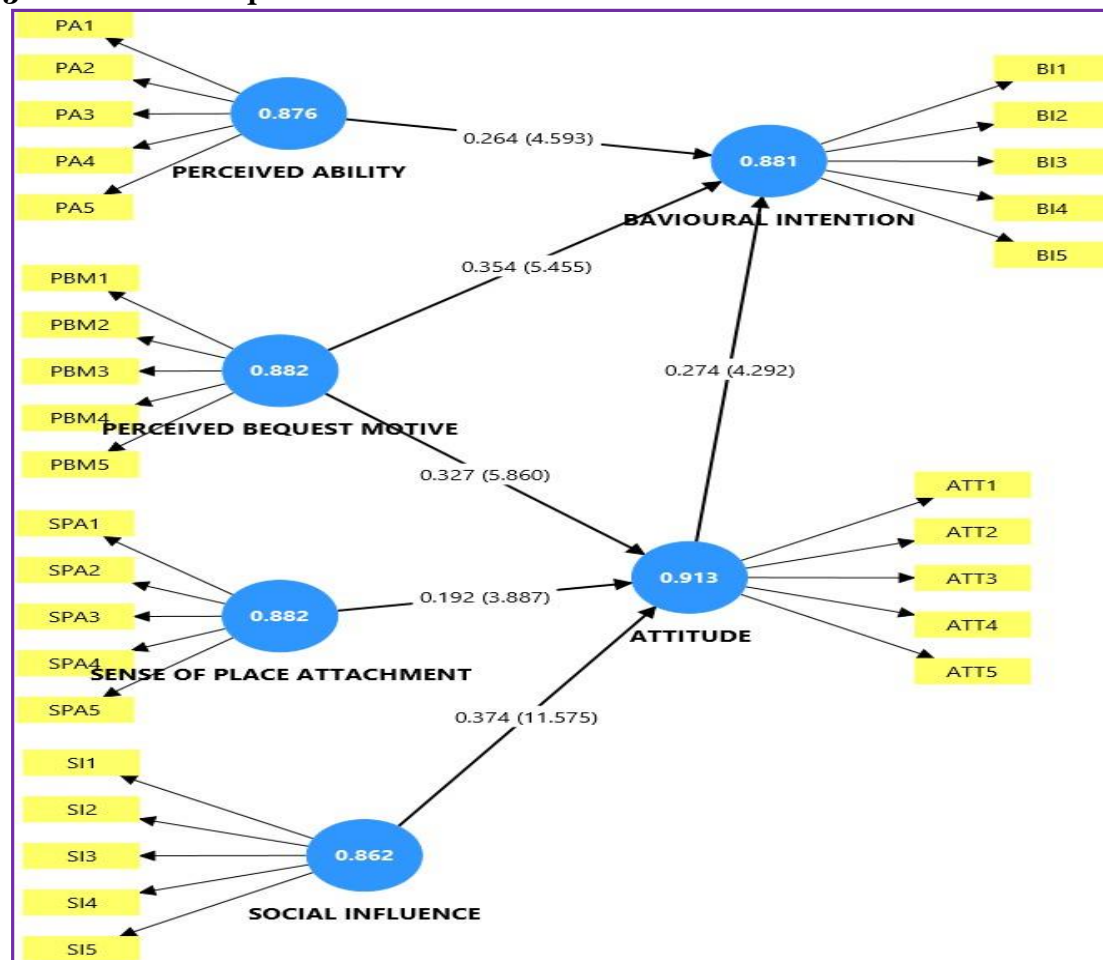 PA1
PA2
PA3
PA4
PA5
0.876
PERCEIVED ABILITY
0.264 (4.593)
BI1
BI2
BI3
BI4
BI5
0.881
BAVIOURAL INTENTION
PBM1
PBM2
PBM3
PBM4
PBM5
0.882
PERCEIVED BEQUEST MOTIVE
0.354 (5.455)
0.274 (4.292)
0.327 (5.860)
SPA1
SPA2
SPA3
SPA4
SPA5
0.882
SENSE OF PLACE ATTACHMENT
0.192 (3.887)
0.913
ATTITUDE
ATT1
ATT2
ATT3
ATT4
ATT5
0.374 (11.575)
SI1
SI2
SI3
SI4
SI5
0.862
SOCIAL INFLUENCE